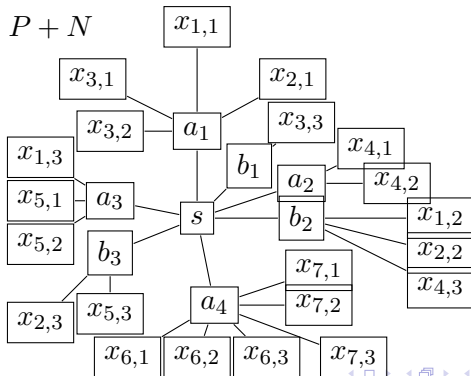 P + N
x_{1,1}
x_{3,1}
x_{2,1}
x_{3,2}
a_1
x_{3,3}
x_{4,1}
x_{1,3}
b_1
a_2
x_{4,2}
x_{5,1}
a_3
s
b_2
x_{1,2}
x_{5,2}
x_{2,2}
b_3
x_{7,1}
x_{4,3}
a_4
x_{7,2}
x_{2,3}
x_{5,3}
x_{6,1}
x_{6,2}
x_{6,3}
x_{7,3}